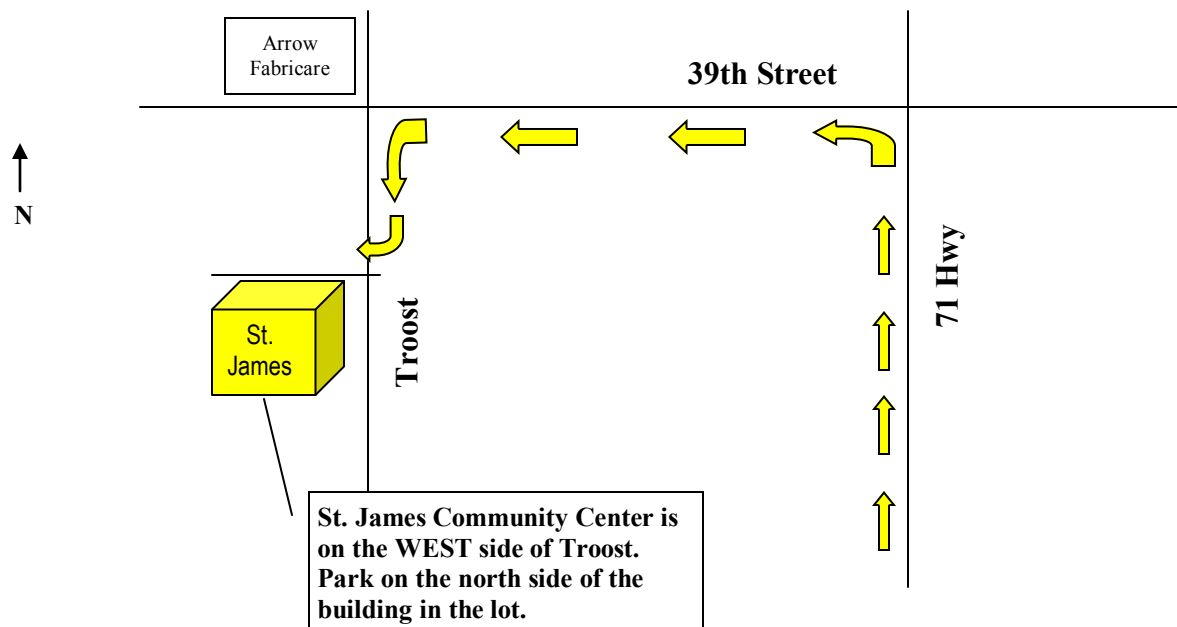 Arrow
Fabricare
39th Street
N
71 Hwy
Troost
St.
James
St. James Community Center is
on the WEST side of Troost.
Park on the north side of the
building in the lot.